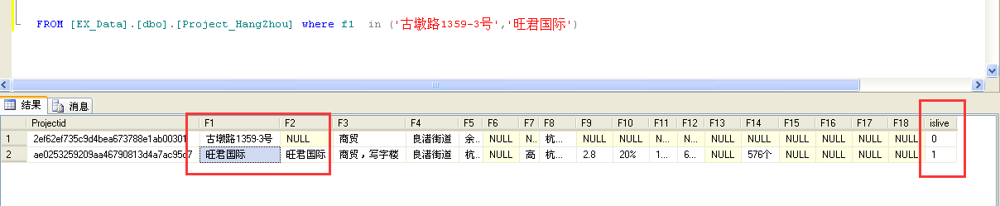 FROM [EX_Data].[dbo].[Project_HangZhou] where f1 in ('古墩路1359-3号','旺君国际')
结果 消息
Projectid F1 F2 F3 F4 F5 F6 F7 F8 F9 F10 F11 F12 F13 F14 F15 F16 F17 F18 islive
1 2ef62ef735c9d4bea673788e1ab00301 古墩路1359-3号 NULL 商贸 良渚街道 余... NULL N... 杭... NULL NULL N... N... NULL NULL NULL NULL NULL NULL 0
2 ae0253259209aa46790813d4a7ac95d7 旺君国际 旺君国际 商贸，写字楼 良渚街道 杭... NULL 高 杭... 2.8 20% 1... 6... NULL 576个 NULL NULL NULL NULL 1